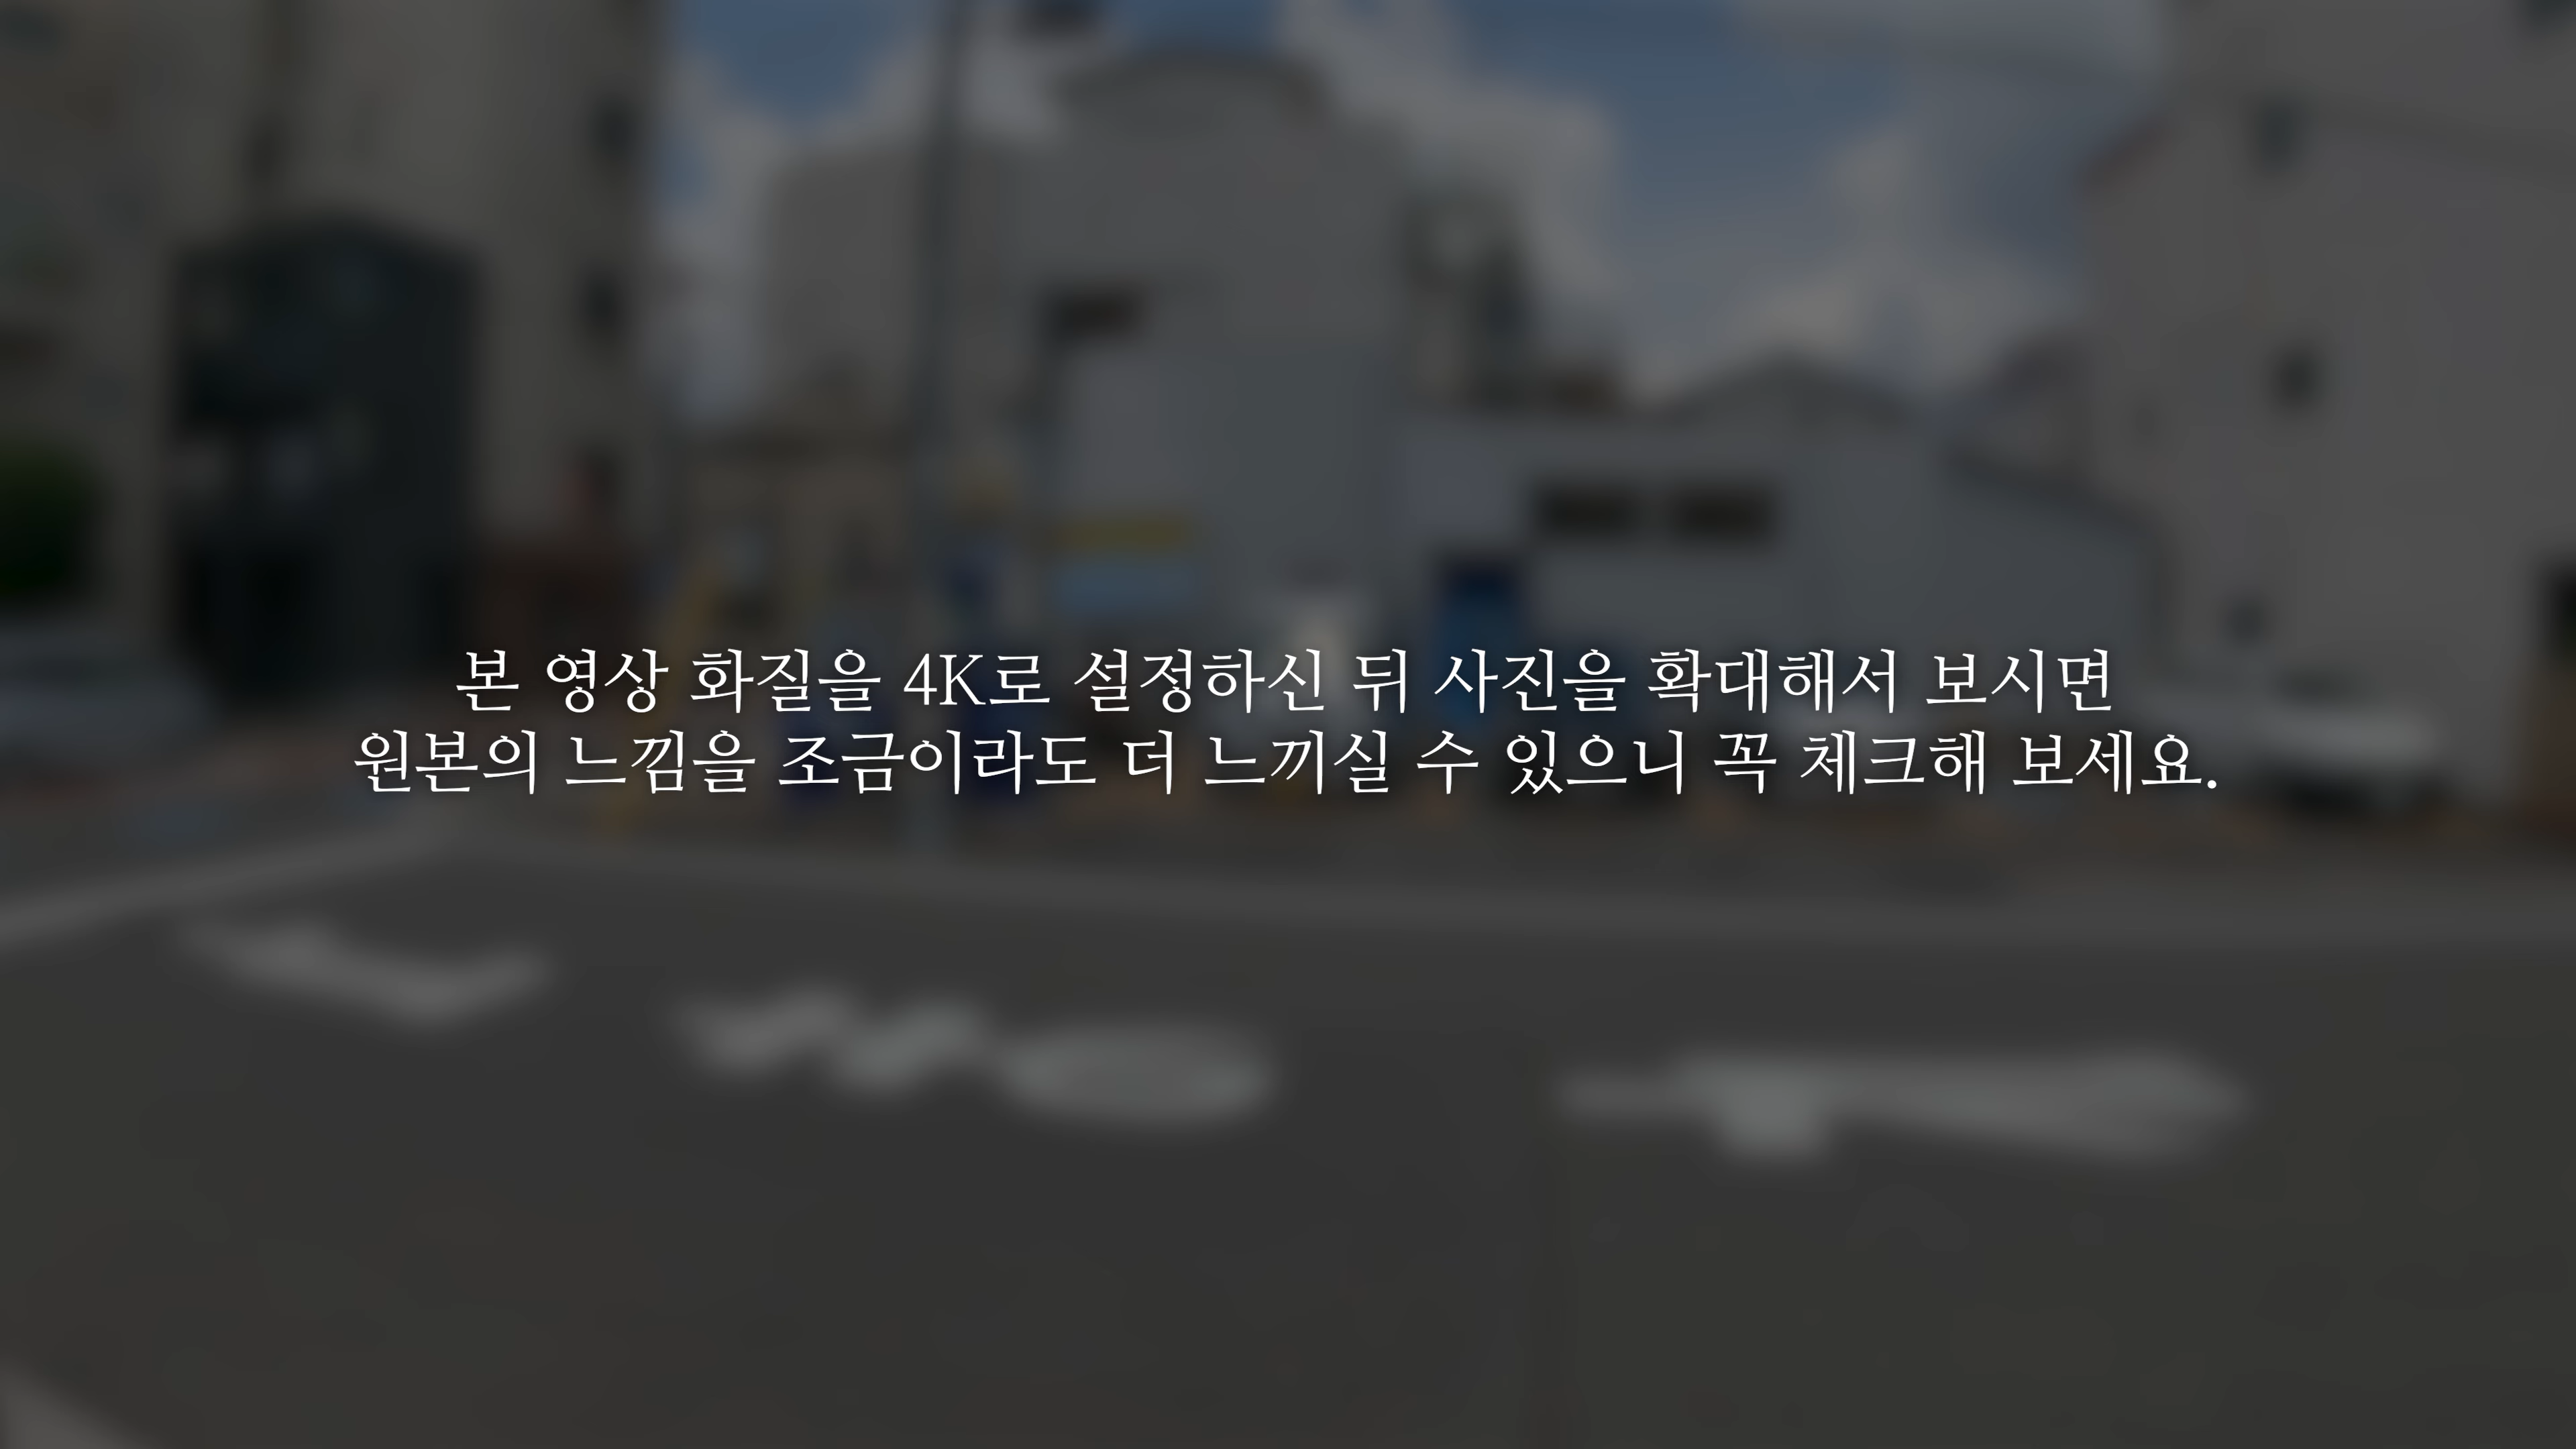 본 영상 화질을 4K로 설정하신 뒤 사진을 확대해서 보시면
원본의 느낌을 조금이라도 더 느끼실 수 있으니 꼭 체크해 보세요.